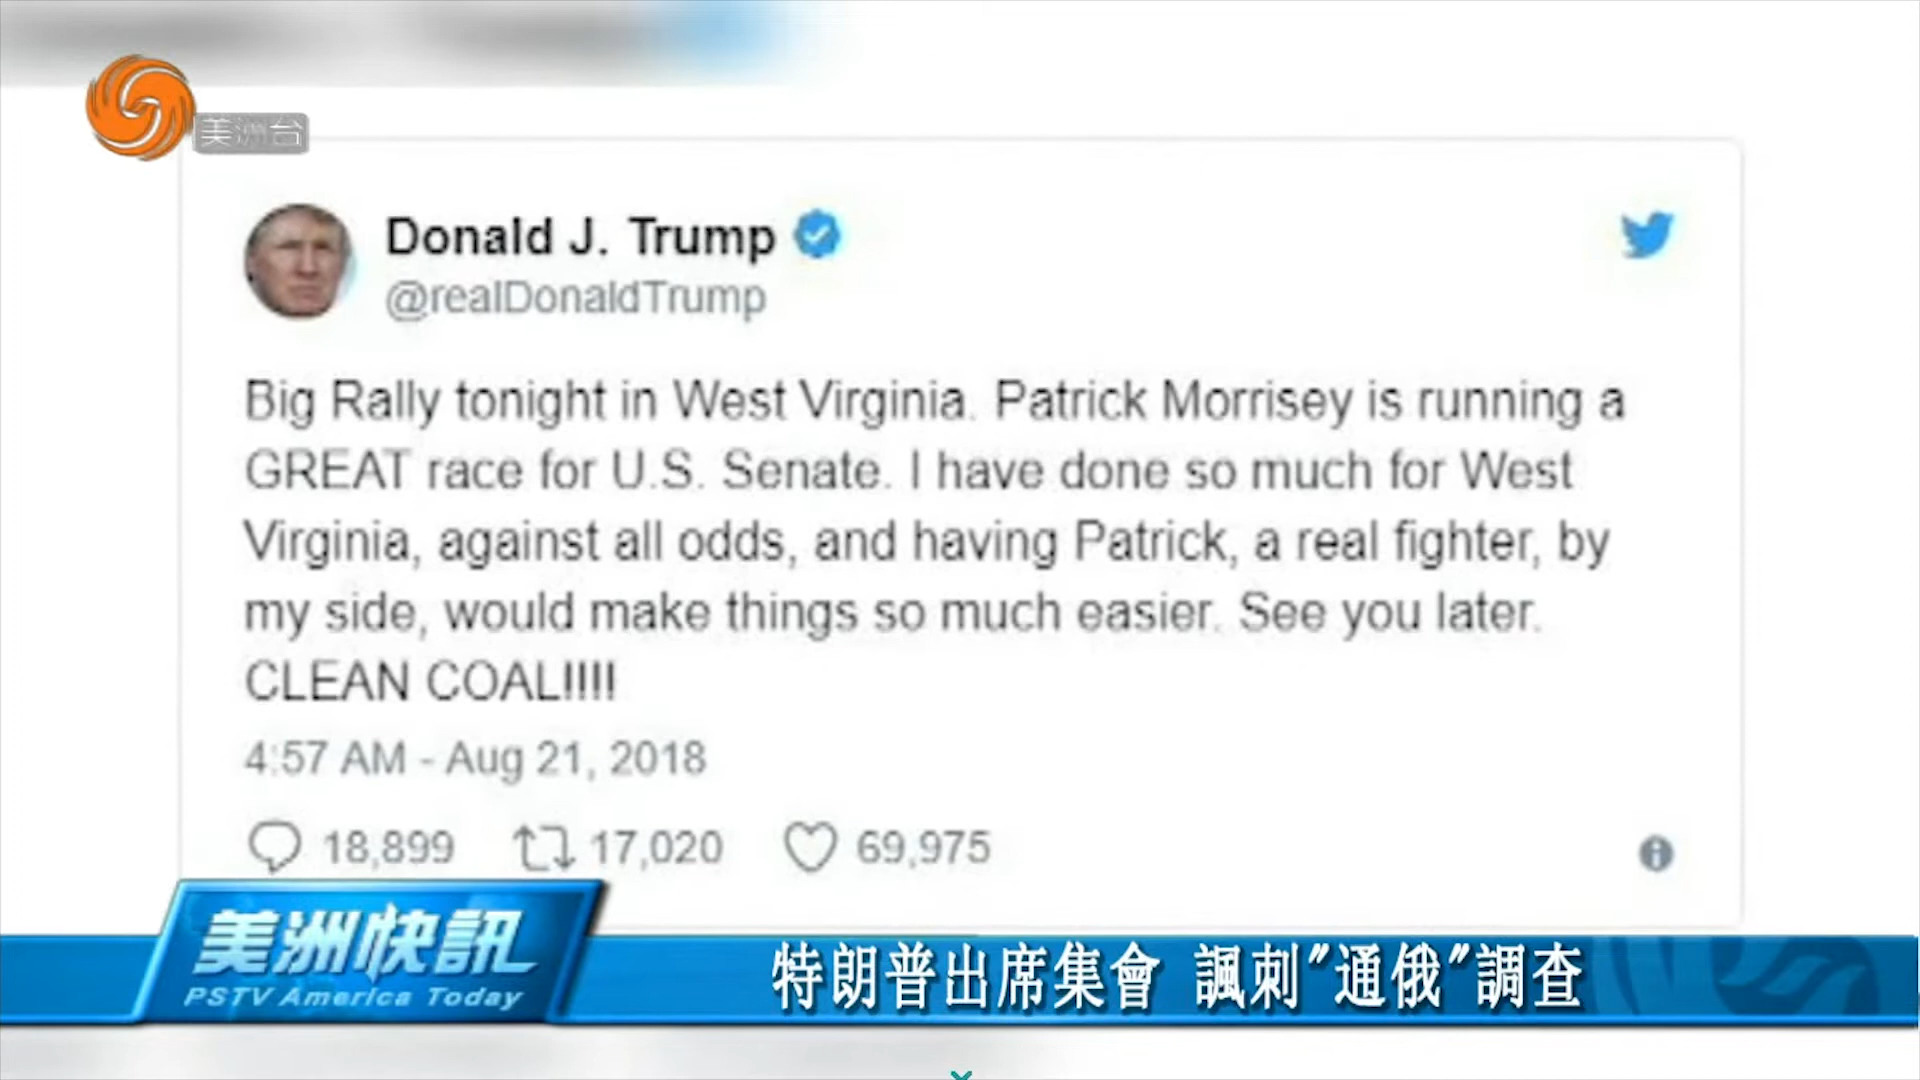 美洲台
Donald J. Trump
@realDonaldTrump
Big Rally tonight in West Virginia. Patrick Morrisey is running a
GREAT race for U.S. Senate. I have done so much for West
Virginia, against all odds, and having Patrick, a real fighter, by
my side, would make things so much easier. See you later.
CLEAN COAL!!!!
4:57 AM - Aug 21, 2018
18,899 17,020 69,975
美洲快訊
PSTV America Today
特朗普出席集會 諷刺"通俄"調查